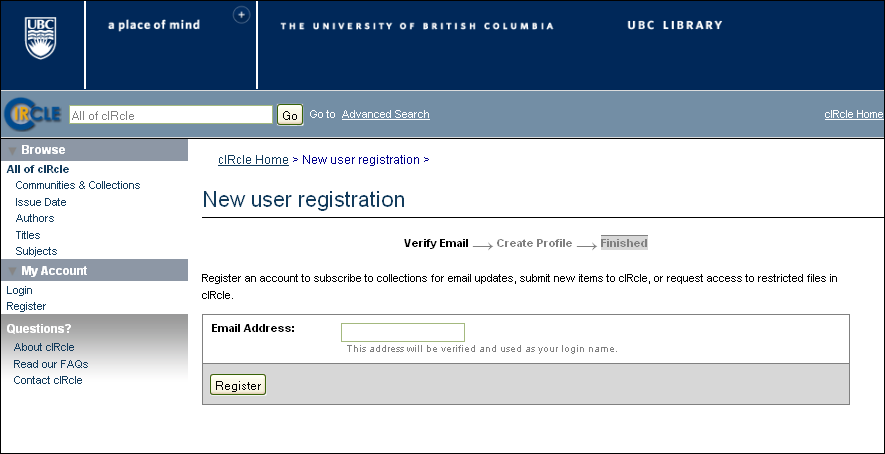 UBC
a place of mind
THE UNIVERSITY OF BRITISH COLUMBIA
UBC LIBRARY
CIRCLE
All of cIRcle
Go
Go to Advanced Search
cIRcle Home
Browse
All of cIRcle
Communities & Collections
Issue Date
Authors
Titles
Subjects
My Account
Login
Register
Questions?
About cIRcle
Read our FAQs
Contact cIRcle
cIRcle Home > New user registration >
New user registration
Verify Email → Create Profile → Finished
Register an account to subscribe to collections for email updates, submit new items to cIRcle, or request access to restricted files in
cIRcle.
Email Address:
This address will be verified and used as your login name.
Register